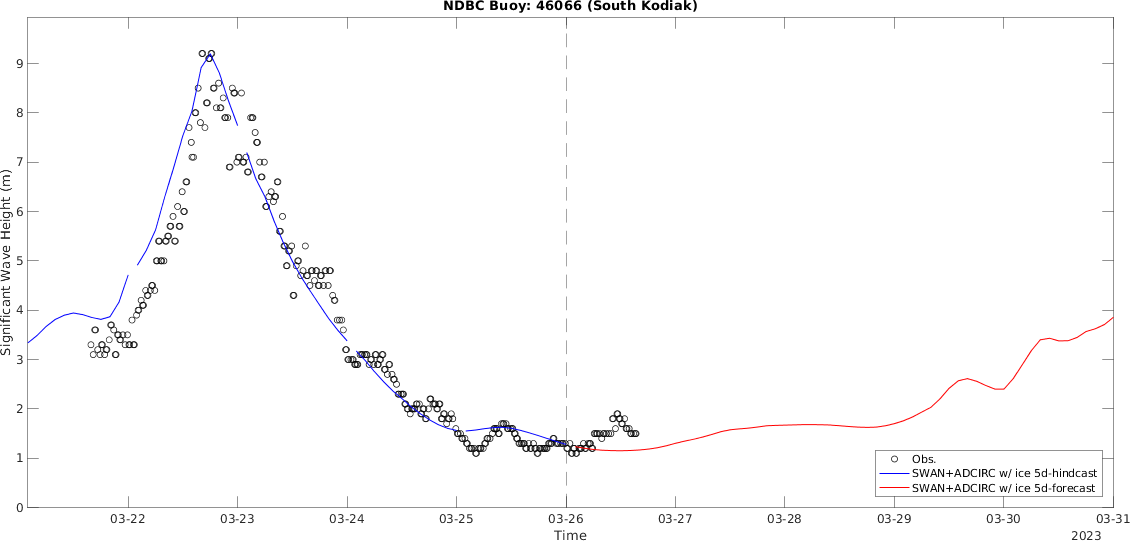 NDBC Buoy: 46066 (South Kodiak)
Significant Wave Height (m)
9
8
7
6
5
4
3
2
1
0
Obs.
SWAN+ADCIRC w/ ice 5d-hindcast
SWAN+ADCIRC w/ ice 5d-forecast
03-22 03-23 03-24 03-25 03-26 03-27 03-28 03-29 03-30 03-31
Time
2023